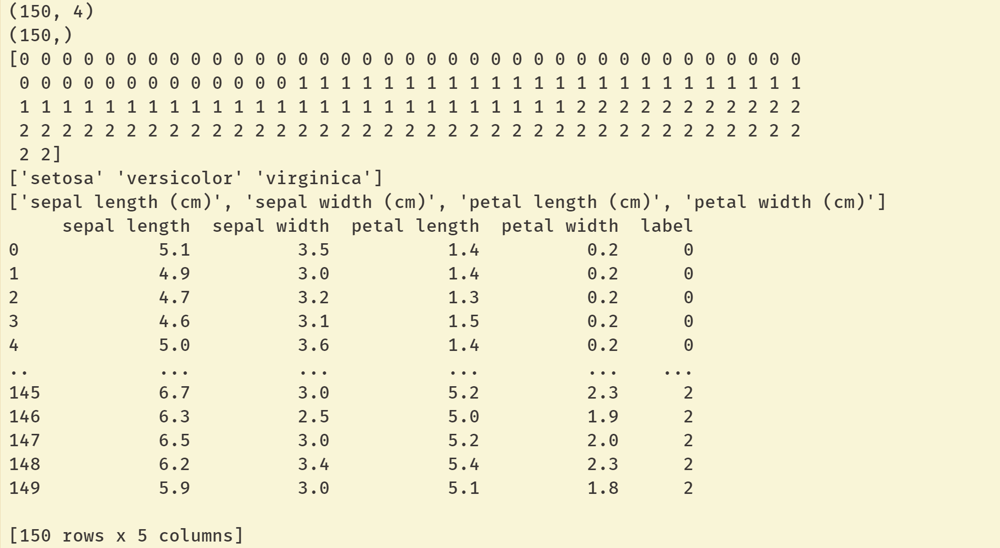 (150, 4)
(150,)
[0 0 0 0 0 0 0 0 0 0 0 0 0 0 0 0 0 0 0 0 0 0 0 0 0 0 0 0 0 0 0 0 0 0 0 0 0
 0 0 0 0 0 0 0 0 0 0 0 0 0 1 1 1 1 1 1 1 1 1 1 1 1 1 1 1 1 1 1 1 1 1 1 1 1
 1 1 1 1 1 1 1 1 1 1 1 1 1 1 1 1 1 1 1 1 1 1 1 1 1 1 2 2 2 2 2 2 2 2 2 2 2
 2 2 2 2 2 2 2 2 2 2 2 2 2 2 2 2 2 2 2 2 2 2 2 2 2 2 2 2 2 2 2 2 2 2 2 2 2
 2 2]
['setosa' 'versicolor' 'virginica']
['sepal length (cm)', 'sepal width (cm)', 'petal length (cm)', 'petal width (cm)']
     sepal length  sepal width  petal length  petal width  label
0             5.1          3.5           1.4          0.2      0
1             4.9          3.0           1.4          0.2      0
2             4.7          3.2           1.3          0.2      0
3             4.6          3.1           1.5          0.2      0
4             5.0          3.6           1.4          0.2      0
..            ...          ...           ...          ...    ...
145           6.7          3.0           5.2          2.3      2
146           6.3          2.5           5.0          1.9      2
147           6.5          3.0           5.2          2.0      2
148           6.2          3.4           5.4          2.3      2
149           5.9          3.0           5.1          1.8      2

[150 rows x 5 columns]